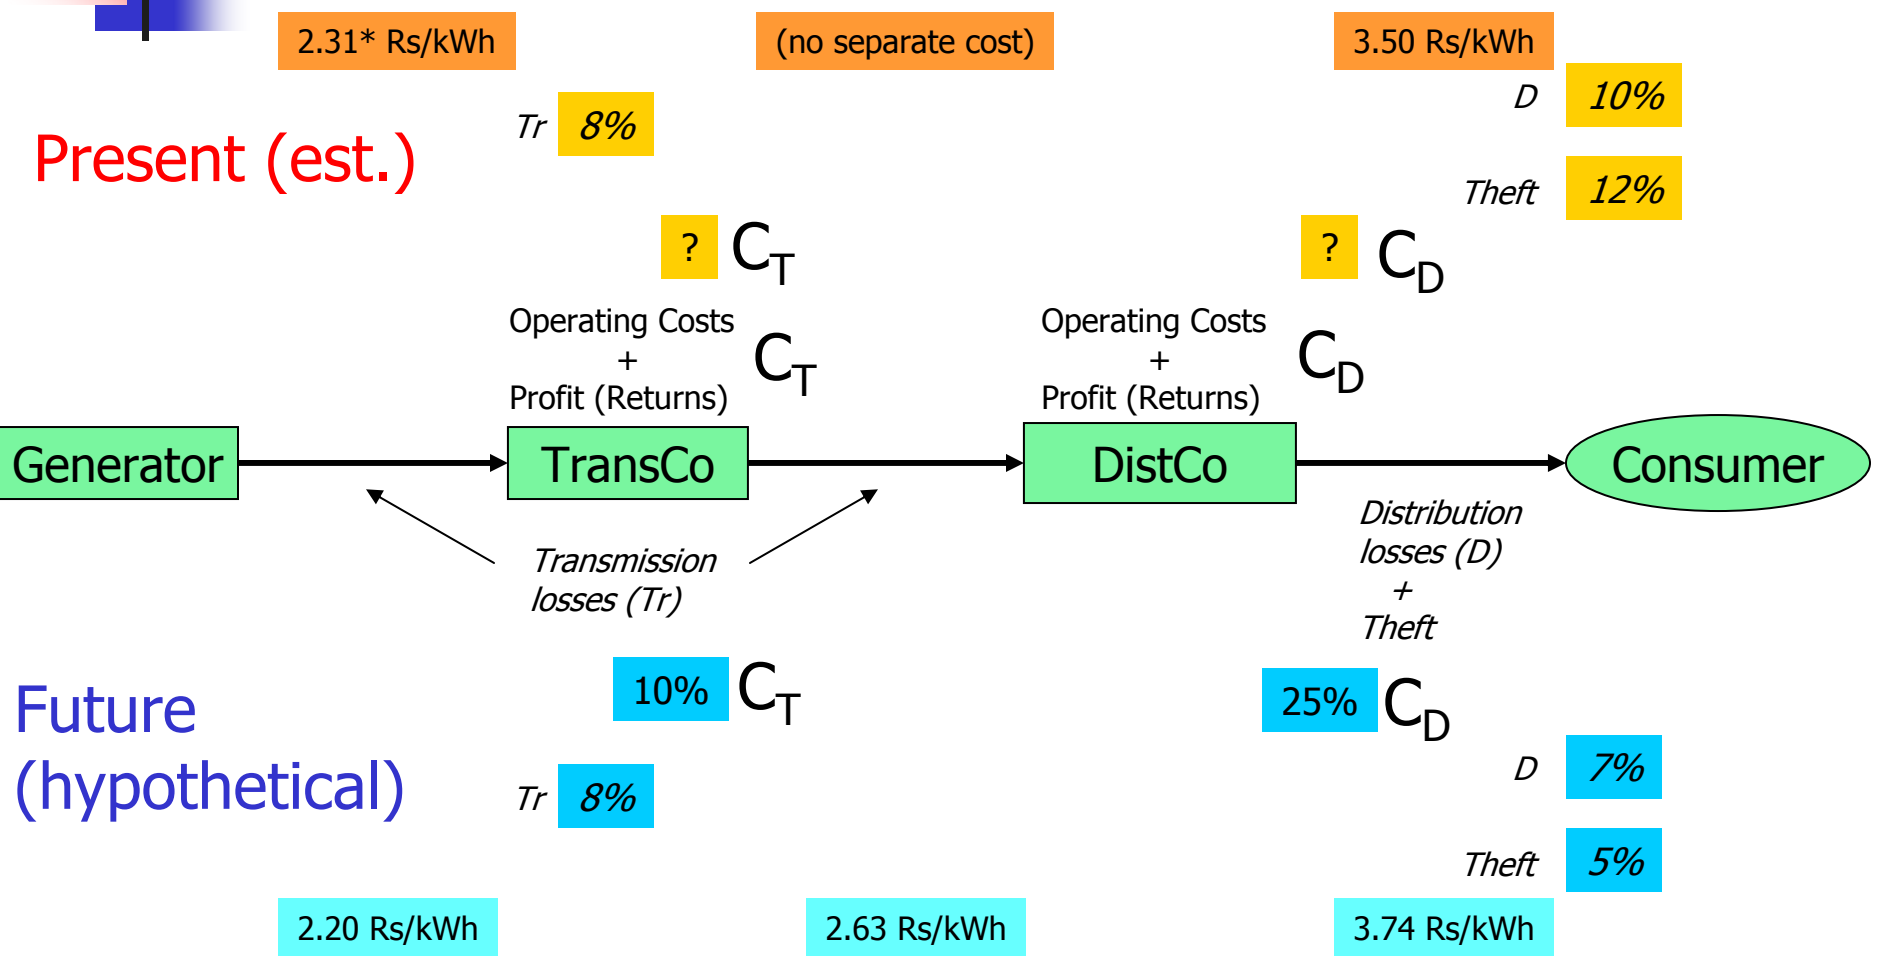 2.31* Rs/kWh
(no separate cost)
3.50 Rs/kWh
D 10%
Tr 8%
Present (est.)
Theft 12%
? CT
? CD
Operating Costs
+
Profit (Returns)
CT
Operating Costs
+
Profit (Returns)
CD
Generator
TransCo
DistCo
Consumer
Transmission
losses (Tr)
Distribution
losses (D)
+
Theft
Future
(hypothetical)
10% CT
25% CD
Tr 8%
D 7%
Theft 5%
2.20 Rs/kWh
2.63 Rs/kWh
3.74 Rs/kWh